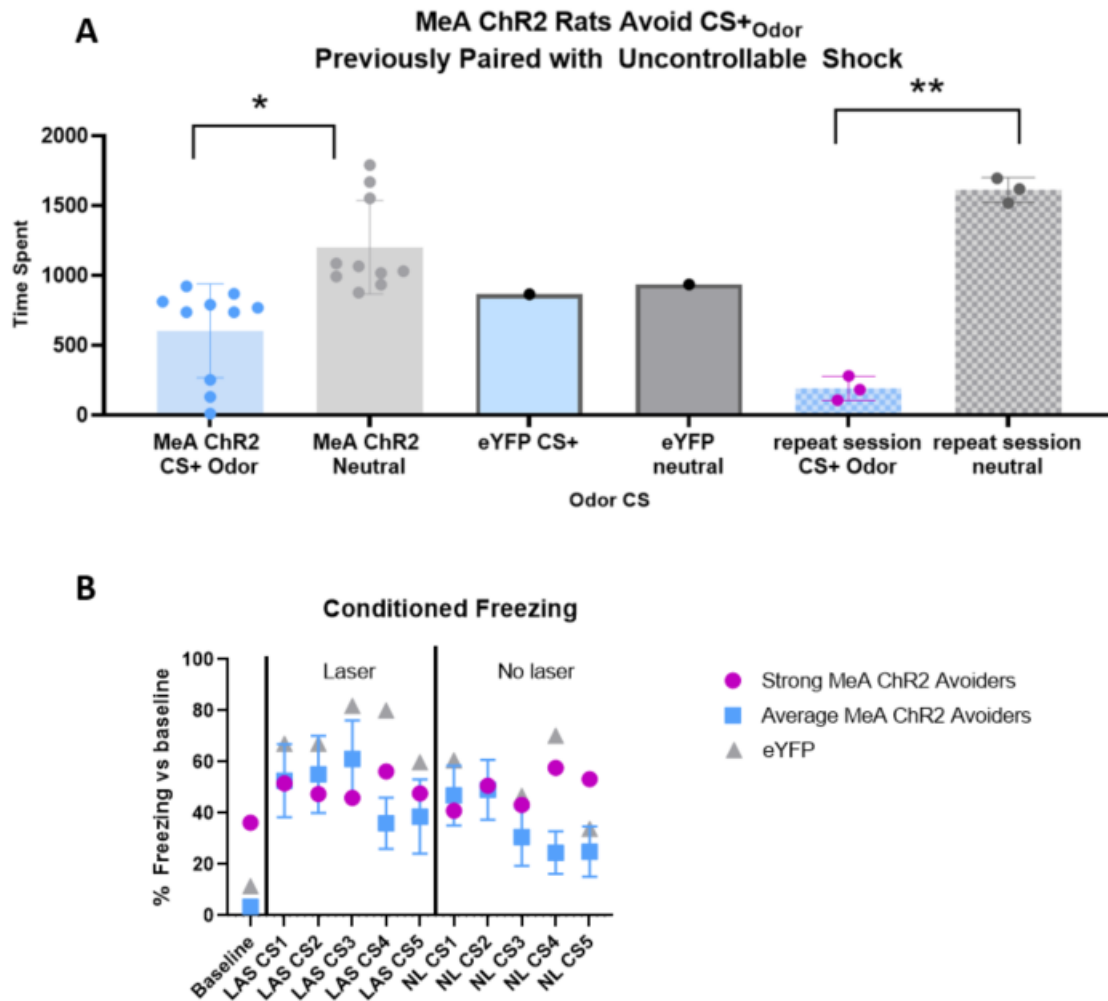 A
MeA ChR2 Rats Avoid CS+Odor
Previously Paired with Uncontrollable Shock
*
**
2000
1500
1000
500
0
Time Spent
MeA ChR2
CS+ Odor
MeA ChR2
Neutral
eYFP CS+
eYFP
neutral
repeat session
CS+ Odor
repeat session
neutral
Odor CS
B
Conditioned Freezing
100
80
60
40
20
0
% Freezing vs baseline
Laser
No laser
Baseline
LAS CS1
LAS CS2
LAS CS3
LAS CS4
LAS CS5
NL CS1
NL CS2
NL CS3
NL CS4
NL CS5
Strong MeA ChR2 Avoiders
Average MeA ChR2 Avoiders
eYFP